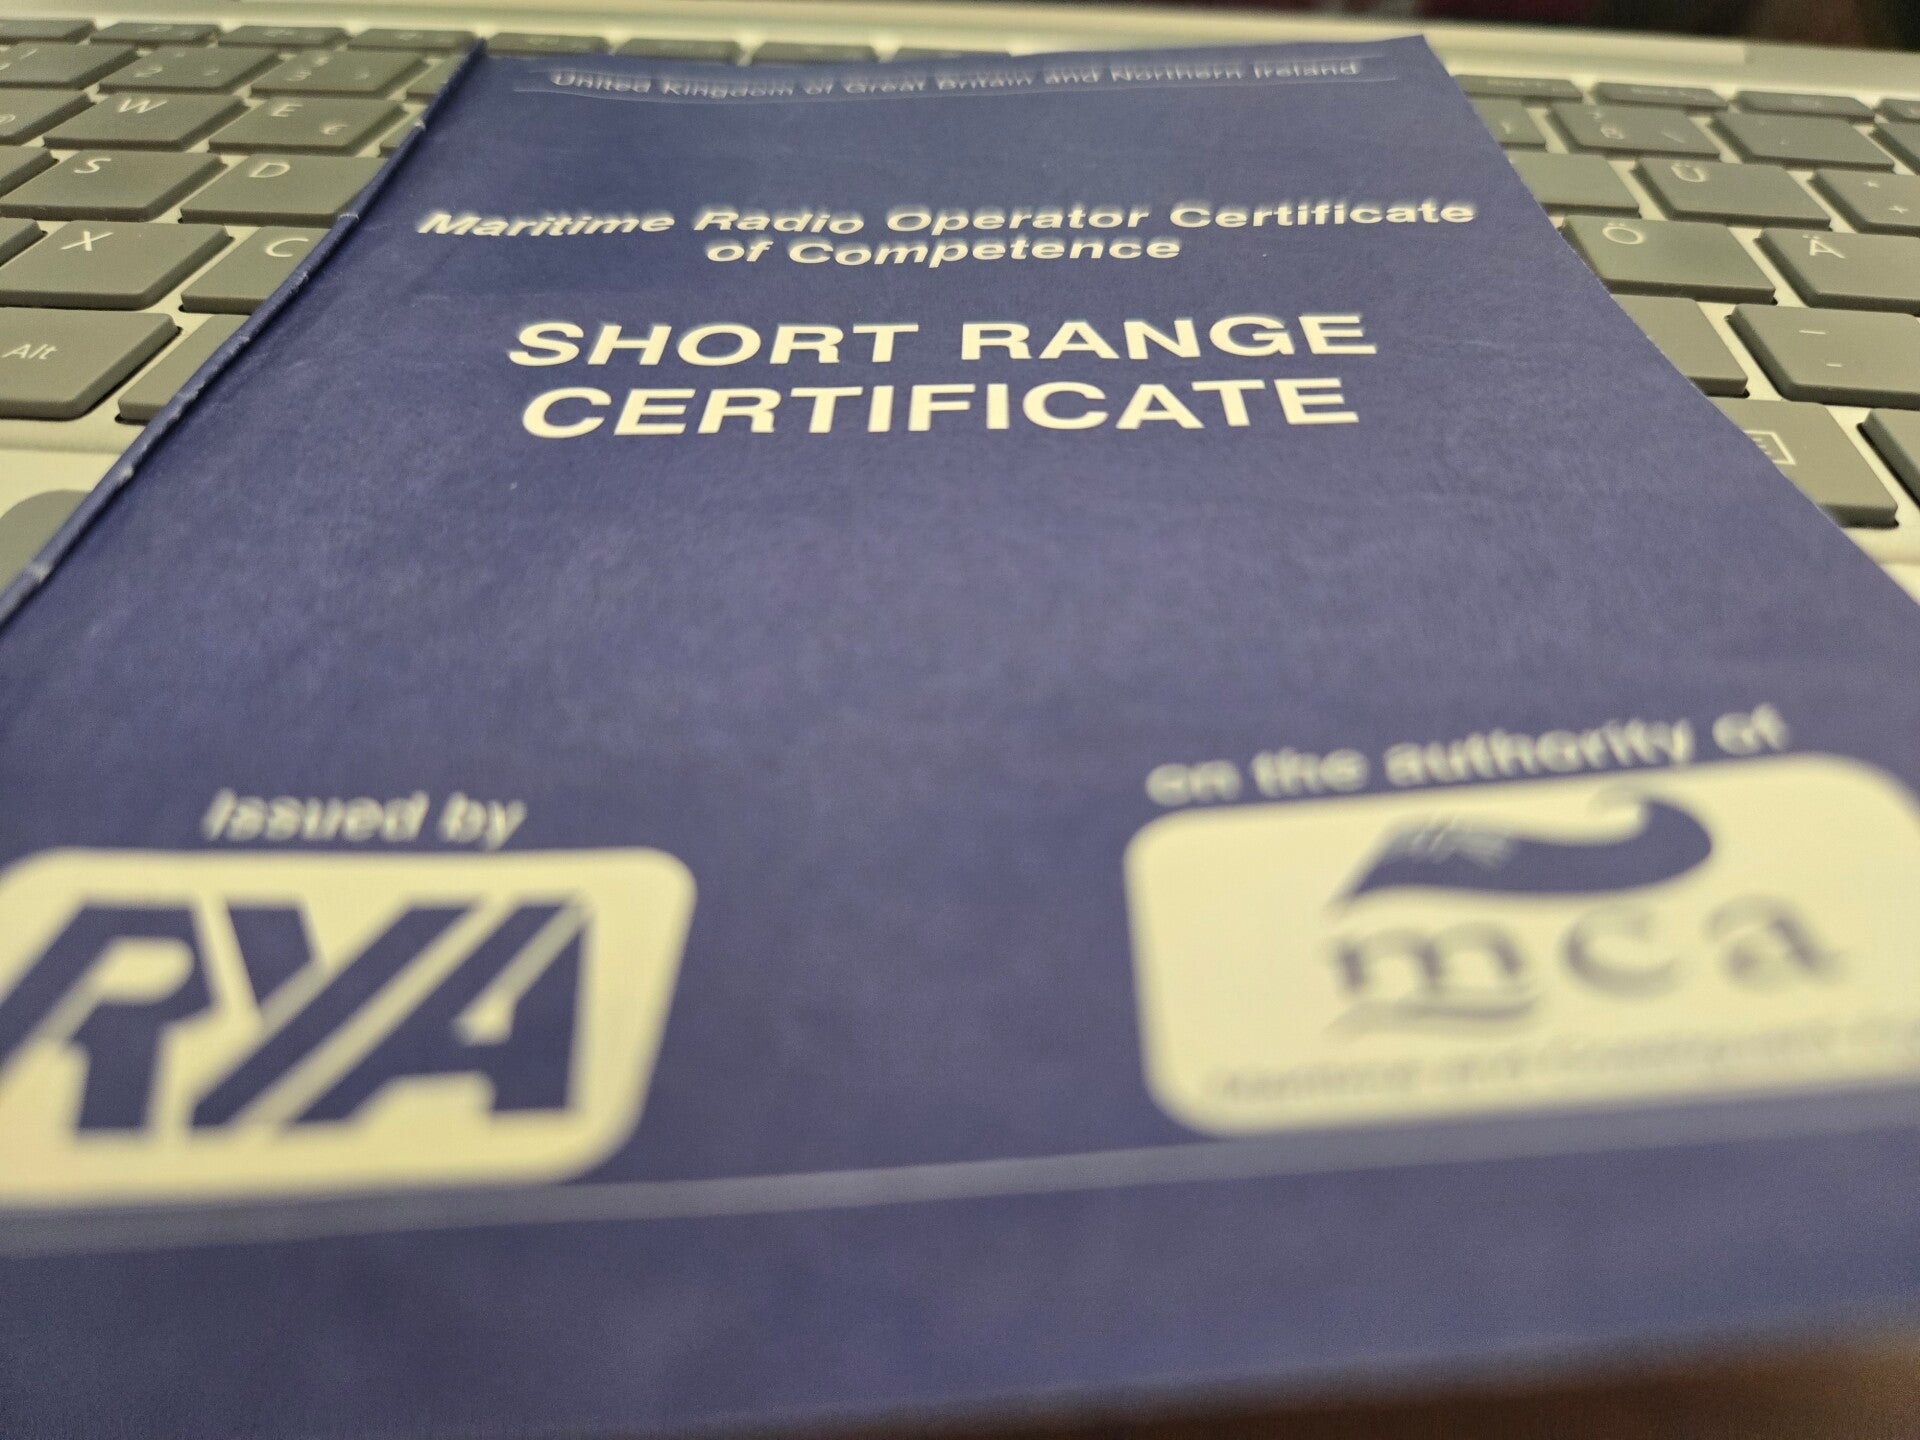 United Kingdom of Great Britain and Northern Ireland
Maritime Radio Operator Certificate
of Competence
SHORT RANGE
CERTIFICATE
Issued by
RYA
on the authority of
mca
W
E
€
S
D
X
C
Alt
Ü
+
Ö
Ä